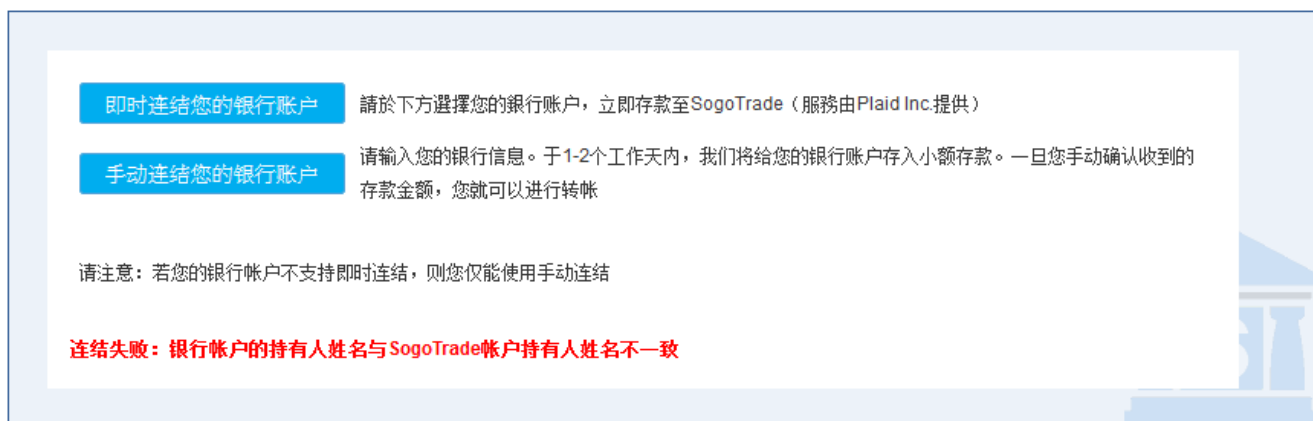 即时连结您的银行账户
請於下方選擇您的銀行账户，立即存款至SogoTrade（服務由Plaid Inc.提供）
手动连结您的银行账户
请输入您的银行信息。于1-2个工作天内，我们将给您的银行账户存入小额存款。一旦您手动确认收到的
存款金额，您就可以进行转帐
请注意：若您的银行帐户不支持即时连结，则您仅能使用手动连结
连结失败：银行帐户的持有人姓名与SogoTrade帐户持有人姓名不一致